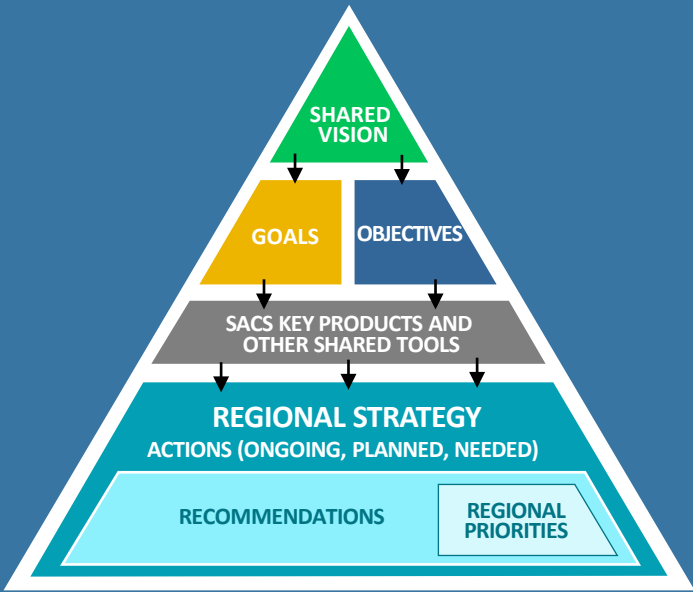 SHARED
VISION
GOALS
OBJECTIVES
SACS KEY PRODUCTS AND
OTHER SHARED TOOLS
REGIONAL STRATEGY
ACTIONS (ONGOING, PLANNED, NEEDED)
RECOMMENDATIONS
REGIONAL
PRIORITIES